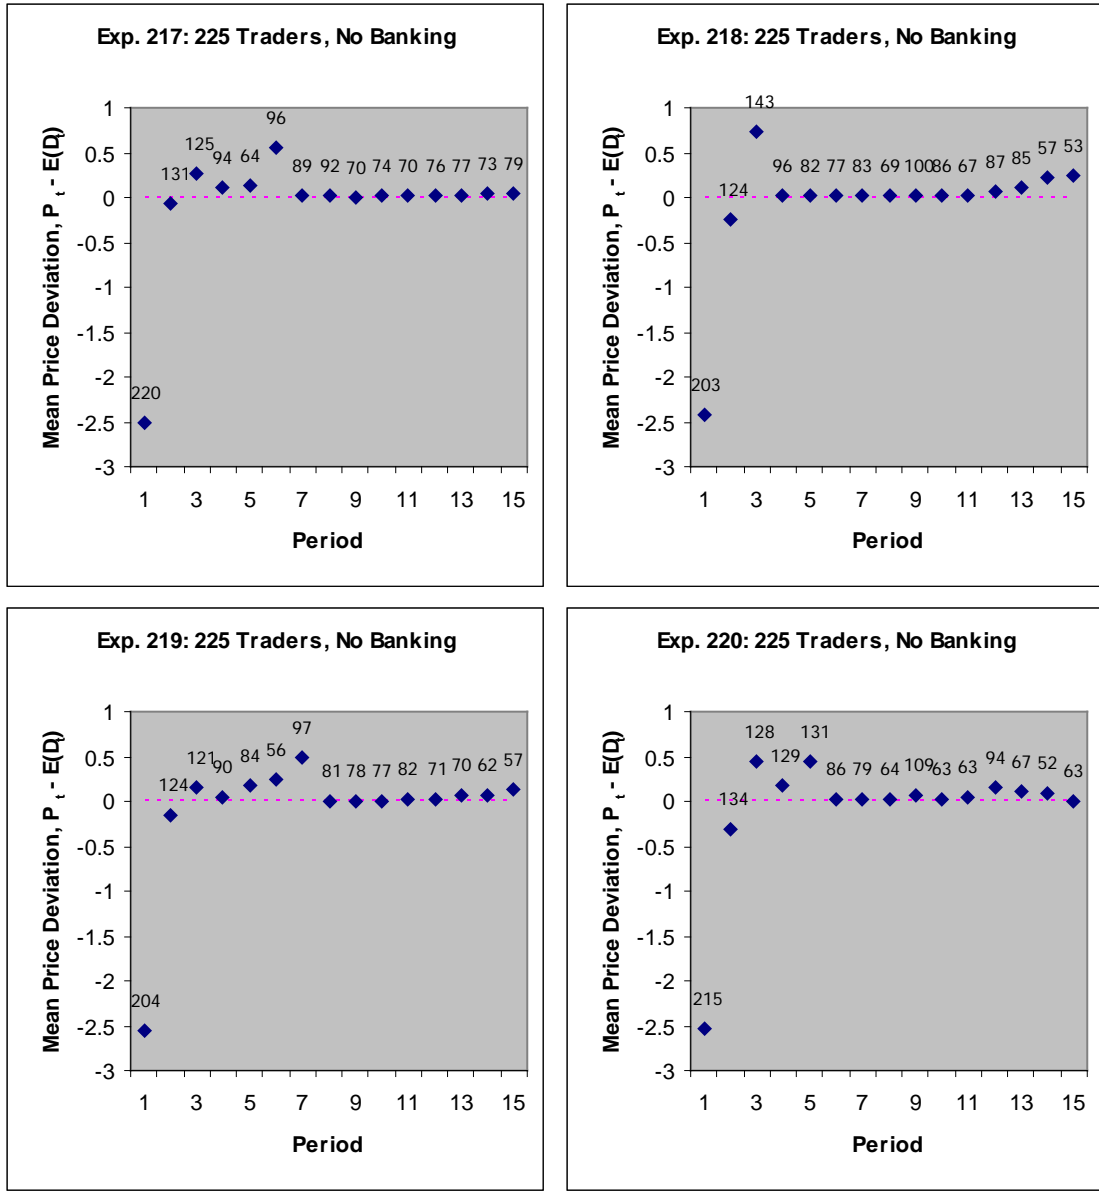 Exp. 217: 225 Traders, No Banking
Mean Price Deviation, P t - E(Dt)
1
0.5
0
-0.5
-1
-1.5
-2
-2.5
-3
220 131 125 94 64 96 89 92 70 74 70 76 77 73 79
1 3 5 7 9 11 13 15
Period
Exp. 218: 225 Traders, No Banking
Mean Price Deviation, P t - E(Dt)
1
0.5
0
-0.5
-1
-1.5
-2
-2.5
-3
203 124 143 96 82 77 83 69 100 86 67 87 85 57 53
1 3 5 7 9 11 13 15
Period
Exp. 219: 225 Traders, No Banking
Mean Price Deviation, P t - E(Dt)
1
0.5
0
-0.5
-1
-1.5
-2
-2.5
-3
204 124 121 90 84 56 97 81 78 77 82 71 70 62 57
1 3 5 7 9 11 13 15
Period
Exp. 220: 225 Traders, No Banking
Mean Price Deviation, P t - E(Dt)
1
0.5
0
-0.5
-1
-1.5
-2
-2.5
-3
215 134 128 129 131 86 79 64 109 63 63 94 67 52 63
1 3 5 7 9 11 13 15
Period